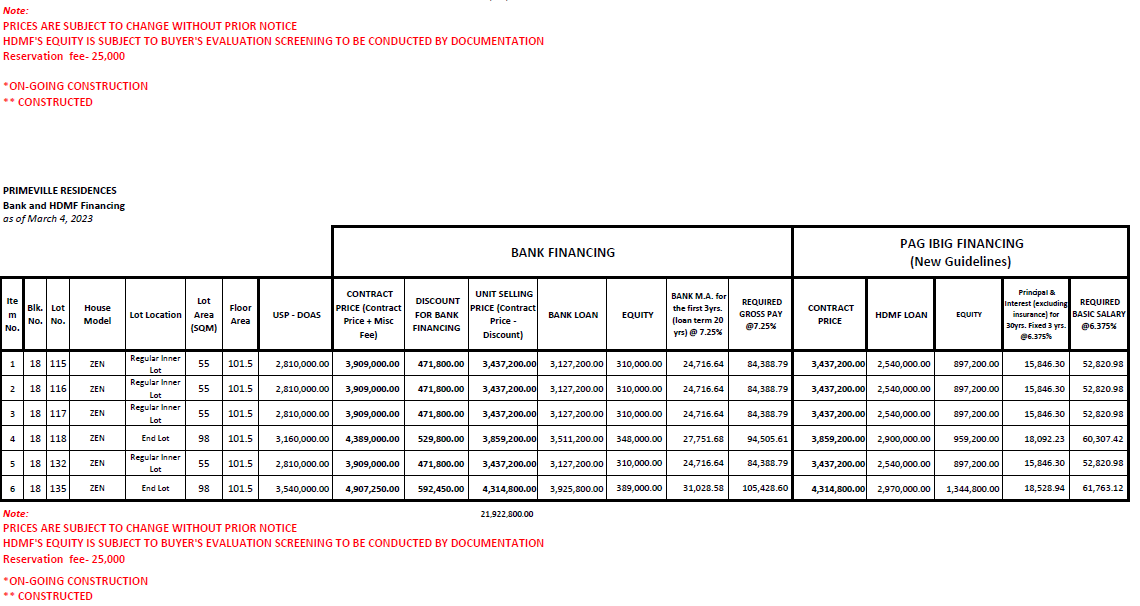 Note:
PRICES ARE SUBJECT TO CHANGE WITHOUT PRIOR NOTICE
HDMF'S EQUITY IS SUBJECT TO BUYER'S EVALUATION SCREENING TO BE CONDUCTED BY DOCUMENTATION
Reservation fee- 25,000
*ON-GOING CONSTRUCTION
** CONSTRUCTED
PRIMEVILLE RESIDENCES
Bank and HDMF Financing
as of March 4, 2023
BANK FINANCING
PAG IBIG FINANCING
(New Guidelines)
Ite
m
No.
Blk.
No.
Lot
No.
House
Model
Lot Location
Lot
Area
(SQM)
Floor
Area
USP - DOAS
CONTRACT
PRICE (Contract
Price + Misc
Fee)
DISCOUNT
FOR BANK
FINANCING
UNIT SELLING
PRICE (Contract
Price -
Discount)
BANK LOAN
EQUITY
BANK M.A. for
the first 3yrs.
(loan term 20
yrs) @ 7.25%
REQUIRED
GROSS PAY
@7.25%
CONTRACT
PRICE
HDMF LOAN
EQUITY
Principal &
Interest (excluding
insurance) for
30yrs. Fixed 3 yrs.
@6.375%
REQUIRED
BASIC SALARY
@6.375%
1 18 115 ZEN Regular Inner Lot 55 101.5 2,810,000.00 3,909,000.00 471,800.00 3,437,200.00 3,127,200.00 310,000.00 24,716.64 84,388.79 3,437,200.00 2,540,000.00 897,200.00 15,846.30 52,820.98
2 18 116 ZEN Regular Inner Lot 55 101.5 2,810,000.00 3,909,000.00 471,800.00 3,437,200.00 3,127,200.00 310,000.00 24,716.64 84,388.79 3,437,200.00 2,540,000.00 897,200.00 15,846.30 52,820.98
3 18 117 ZEN Regular Inner Lot 55 101.5 2,810,000.00 3,909,000.00 471,800.00 3,437,200.00 3,127,200.00 310,000.00 24,716.64 84,388.79 3,437,200.00 2,540,000.00 897,200.00 15,846.30 52,820.98
4 18 118 ZEN End Lot 98 101.5 3,160,000.00 4,389,000.00 529,800.00 3,859,200.00 3,511,200.00 348,000.00 27,751.68 94,505.61 3,859,200.00 2,900,000.00 959,200.00 18,092.23 60,307.42
5 18 132 ZEN Regular Inner Lot 55 101.5 2,810,000.00 3,909,000.00 471,800.00 3,437,200.00 3,127,200.00 310,000.00 24,716.64 84,388.79 3,437,200.00 2,540,000.00 897,200.00 15,846.30 52,820.98
6 18 135 ZEN End Lot 98 101.5 3,540,000.00 4,907,250.00 592,450.00 4,314,800.00 3,925,800.00 389,000.00 31,028.58 105,428.60 4,314,800.00 2,970,000.00 1,344,800.00 18,528.94 61,763.12
Note:
21,922,800.00
PRICES ARE SUBJECT TO CHANGE WITHOUT PRIOR NOTICE
HDMF'S EQUITY IS SUBJECT TO BUYER'S EVALUATION SCREENING TO BE CONDUCTED BY DOCUMENTATION
Reservation fee- 25,000
*ON-GOING CONSTRUCTION
** CONSTRUCTED